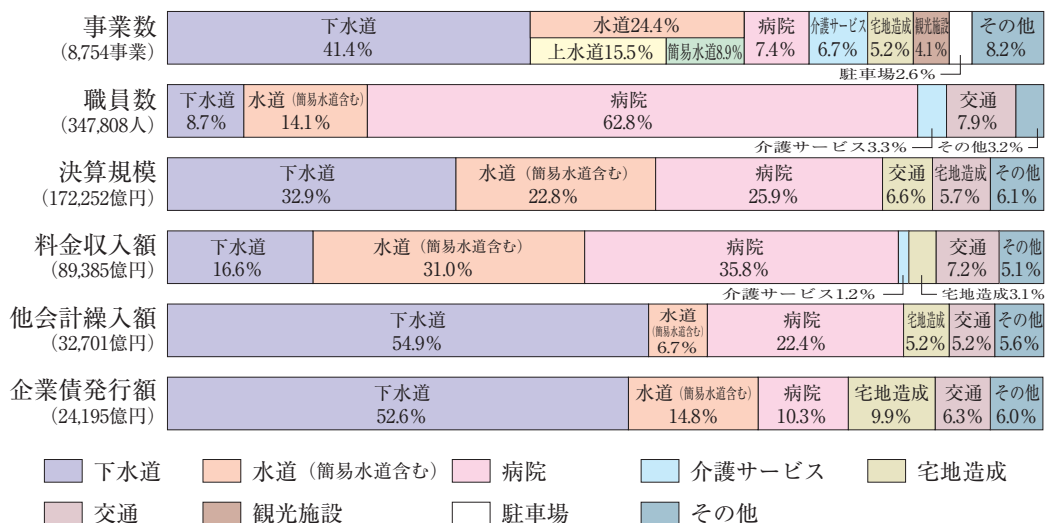 事業数
(8,754事業)
下水道
41.4%
水道24.4%
上水道15.5%
簡易水道8.9%
病院
7.4%
介護サービス
6.7%
宅地造成
5.2%
観光施設
4.1%
駐車場2.6%
その他
8.2%
職員数
(347,808人)
下水道
8.7%
水道(簡易水道含む)
14.1%
病院
62.8%
介護サービス3.3%
交通
7.9%
その他3.2%
決算規模
(172,252億円)
下水道
32.9%
水道(簡易水道含む)
22.8%
病院
25.9%
交通
6.6%
宅地造成
5.7%
その他
6.1%
料金収入額
(89,385億円)
下水道
16.6%
水道(簡易水道含む)
31.0%
病院
35.8%
介護サービス1.2%
宅地造成3.1%
交通
7.2%
その他
5.1%
他会計繰入額
(32,701億円)
下水道
54.9%
水道
(簡易水道含む)
6.7%
病院
22.4%
宅地造成
5.2%
交通
5.2%
その他
5.6%
企業債発行額
(24,195億円)
下水道
52.6%
水道(簡易水道含む)
14.8%
病院
10.3%
宅地造成
9.9%
交通
6.3%
その他
6.0%
下水道
水道(簡易水道含む)
病院
介護サービス
宅地造成
交通
観光施設
駐車場
その他